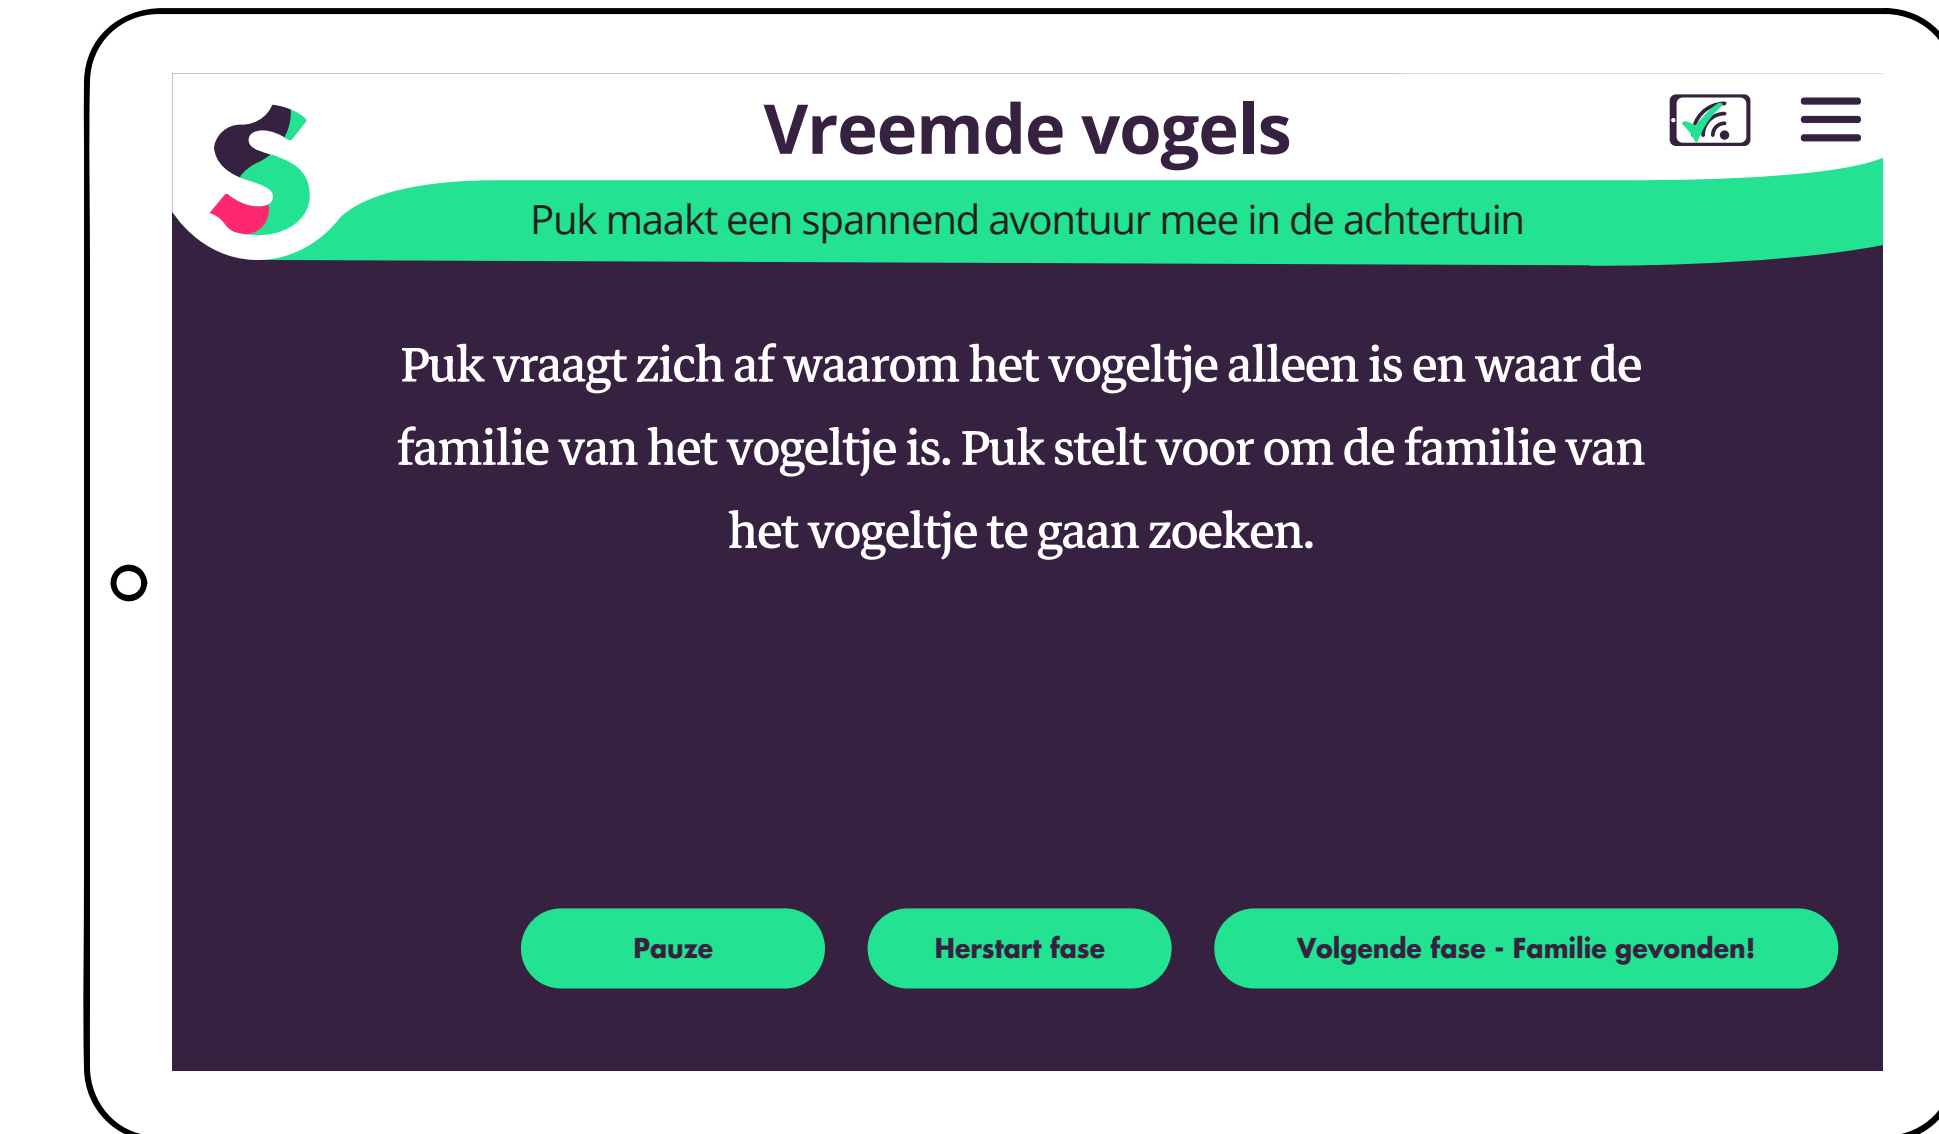 Vreemde vogels
Puk maakt een spannend avontuur mee in de achtertuin
Puk vraagt zich af waarom het vogeltje alleen is en waar de
familie van het vogeltje is. Puk stelt voor om de familie van
het vogeltje te gaan zoeken.
Pauze
Herstart fase
Volgende fase - Familie gevonden!